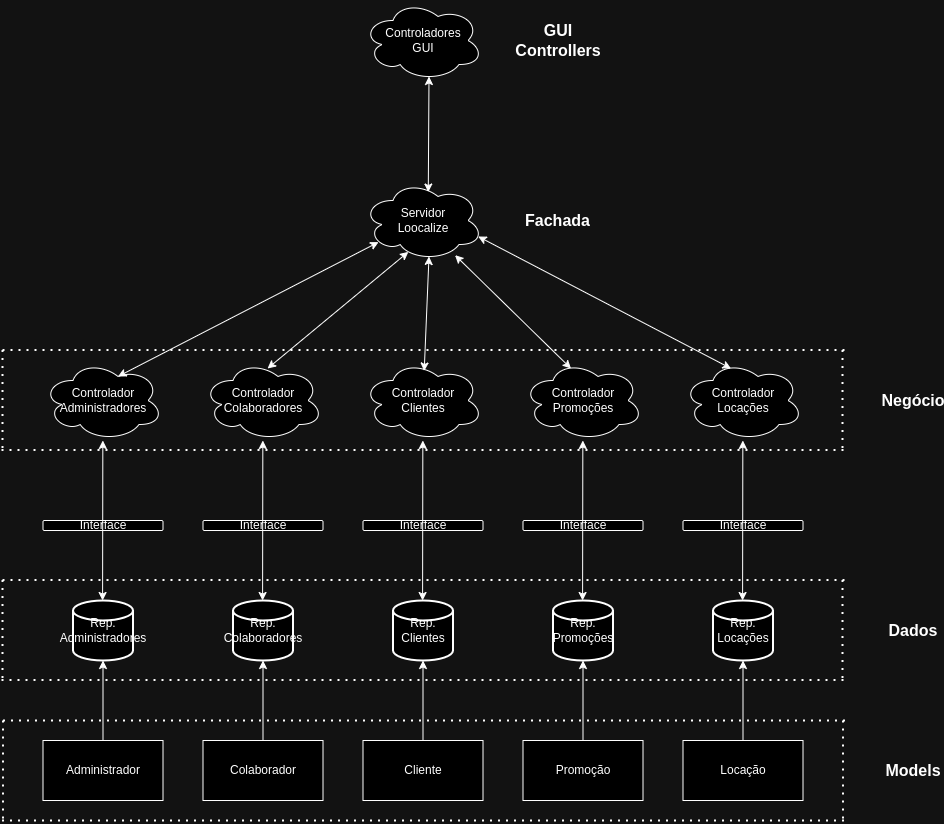 Controladores
GUI
GUI
Controllers
Servidor
Loocalize
Fachada
Controlador
Administradores
Controlador
Colaboradores
Controlador
Clientes
Controlador
Promoções
Controlador
Locações
Negócio
Interface
Interface
Interface
Interface
Interface
Rep.
Administradores
Rep.
Colaboradores
Rep.
Clientes
Rep.
Promoções
Rep.
Locações
Dados
Administrador
Colaborador
Cliente
Promoção
Locação
Models